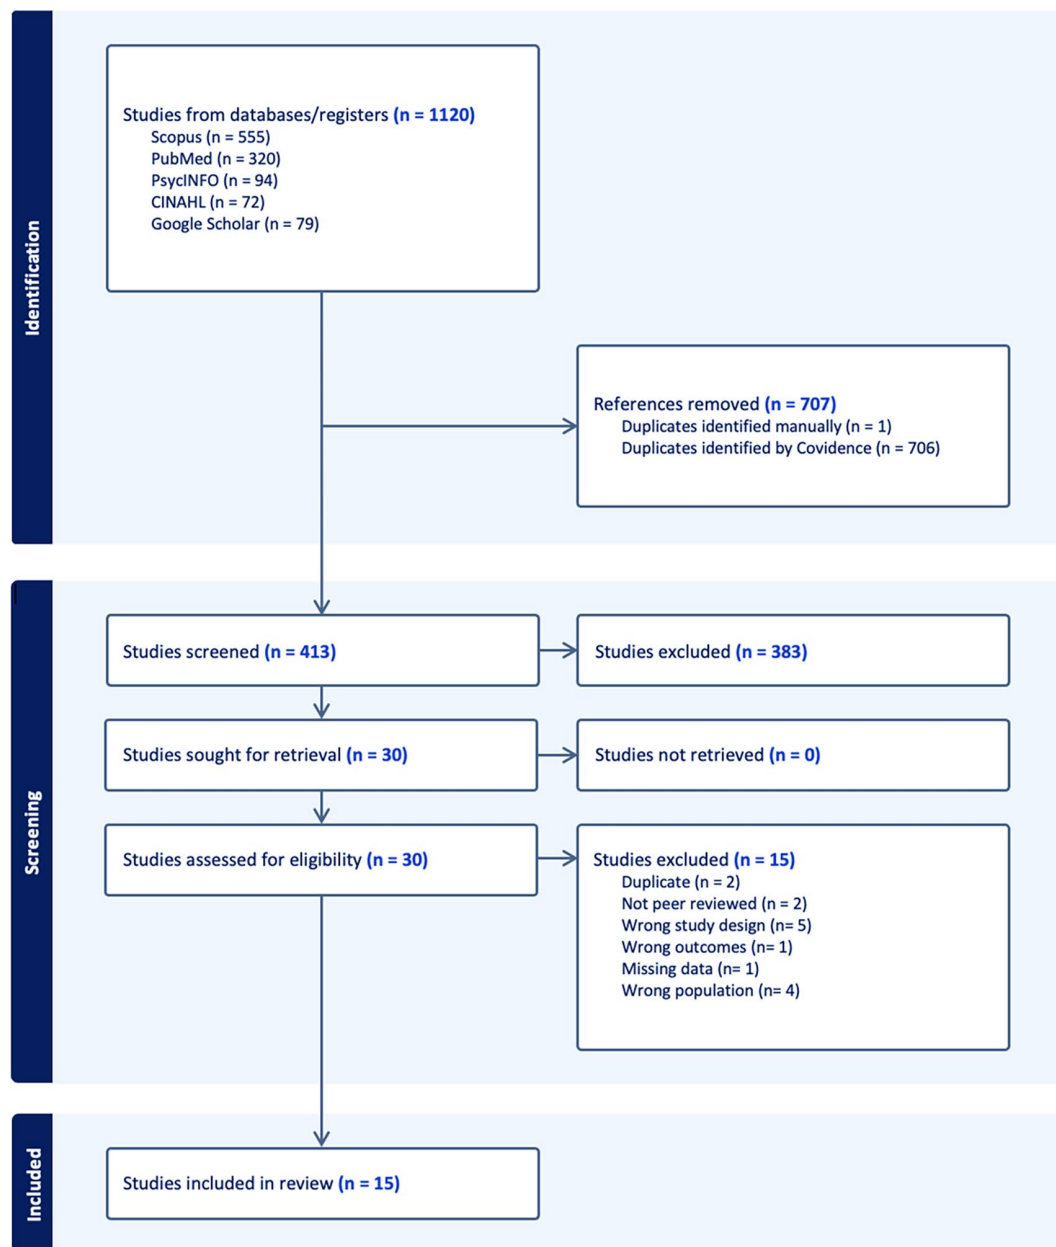 Identification
Studies from databases/registers (n = 1120)
Scopus (n = 555)
PubMed (n = 320)
PsycINFO (n = 94)
CINAHL (n = 72)
Google Scholar (n = 79)
References removed (n = 707)
Duplicates identified manually (n = 1)
Duplicates identified by Covidence (n = 706)
Screening
Studies screened (n = 413)
Studies excluded (n = 383)
Studies sought for retrieval (n = 30)
Studies not retrieved (n = 0)
Studies assessed for eligibility (n = 30)
Studies excluded (n = 15)
Duplicate (n = 2)
Not peer reviewed (n = 2)
Wrong study design (n= 5)
Wrong outcomes (n= 1)
Missing data (n= 1)
Wrong population (n= 4)
Included
Studies included in review (n = 15)